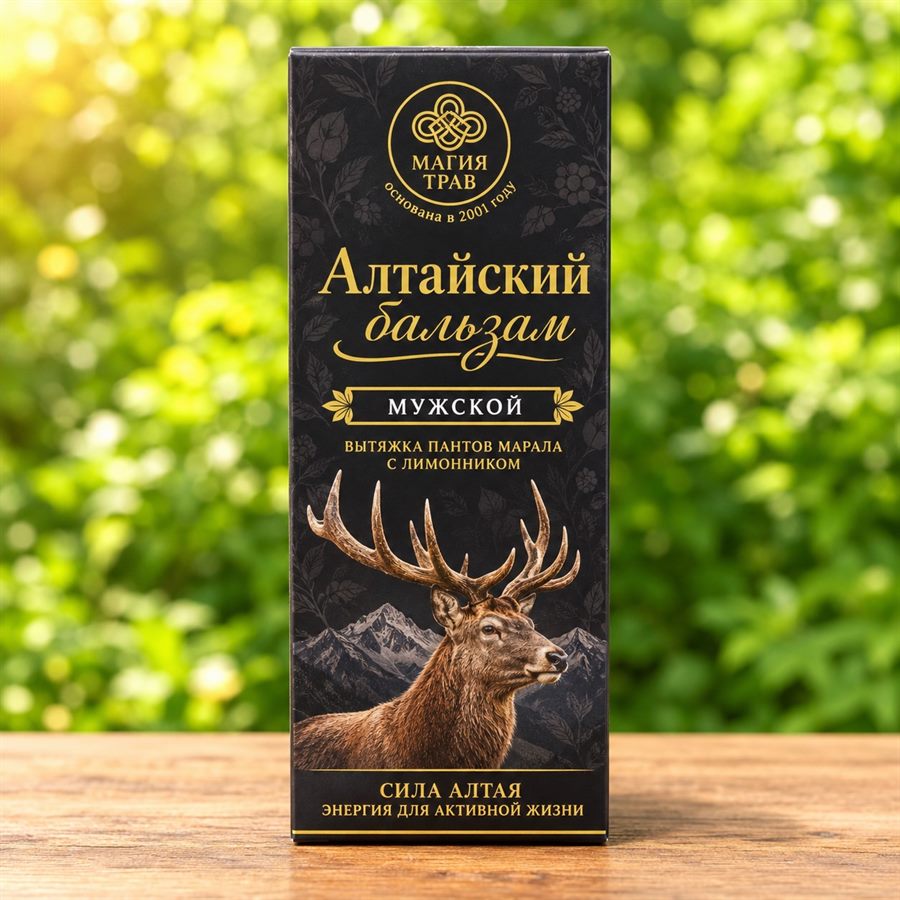 МАГИЯ
ТРАВ
основана в 2001 году
Алтайский
бальзам
МУЖСКОЙ
ВЫТЯЖКА ПАНТОВ МАРАЛА
С ЛИМОННИКОМ
СИЛА АЛТАЯ
ЭНЕРГИЯ ДЛЯ АКТИВНОЙ ЖИЗНИ